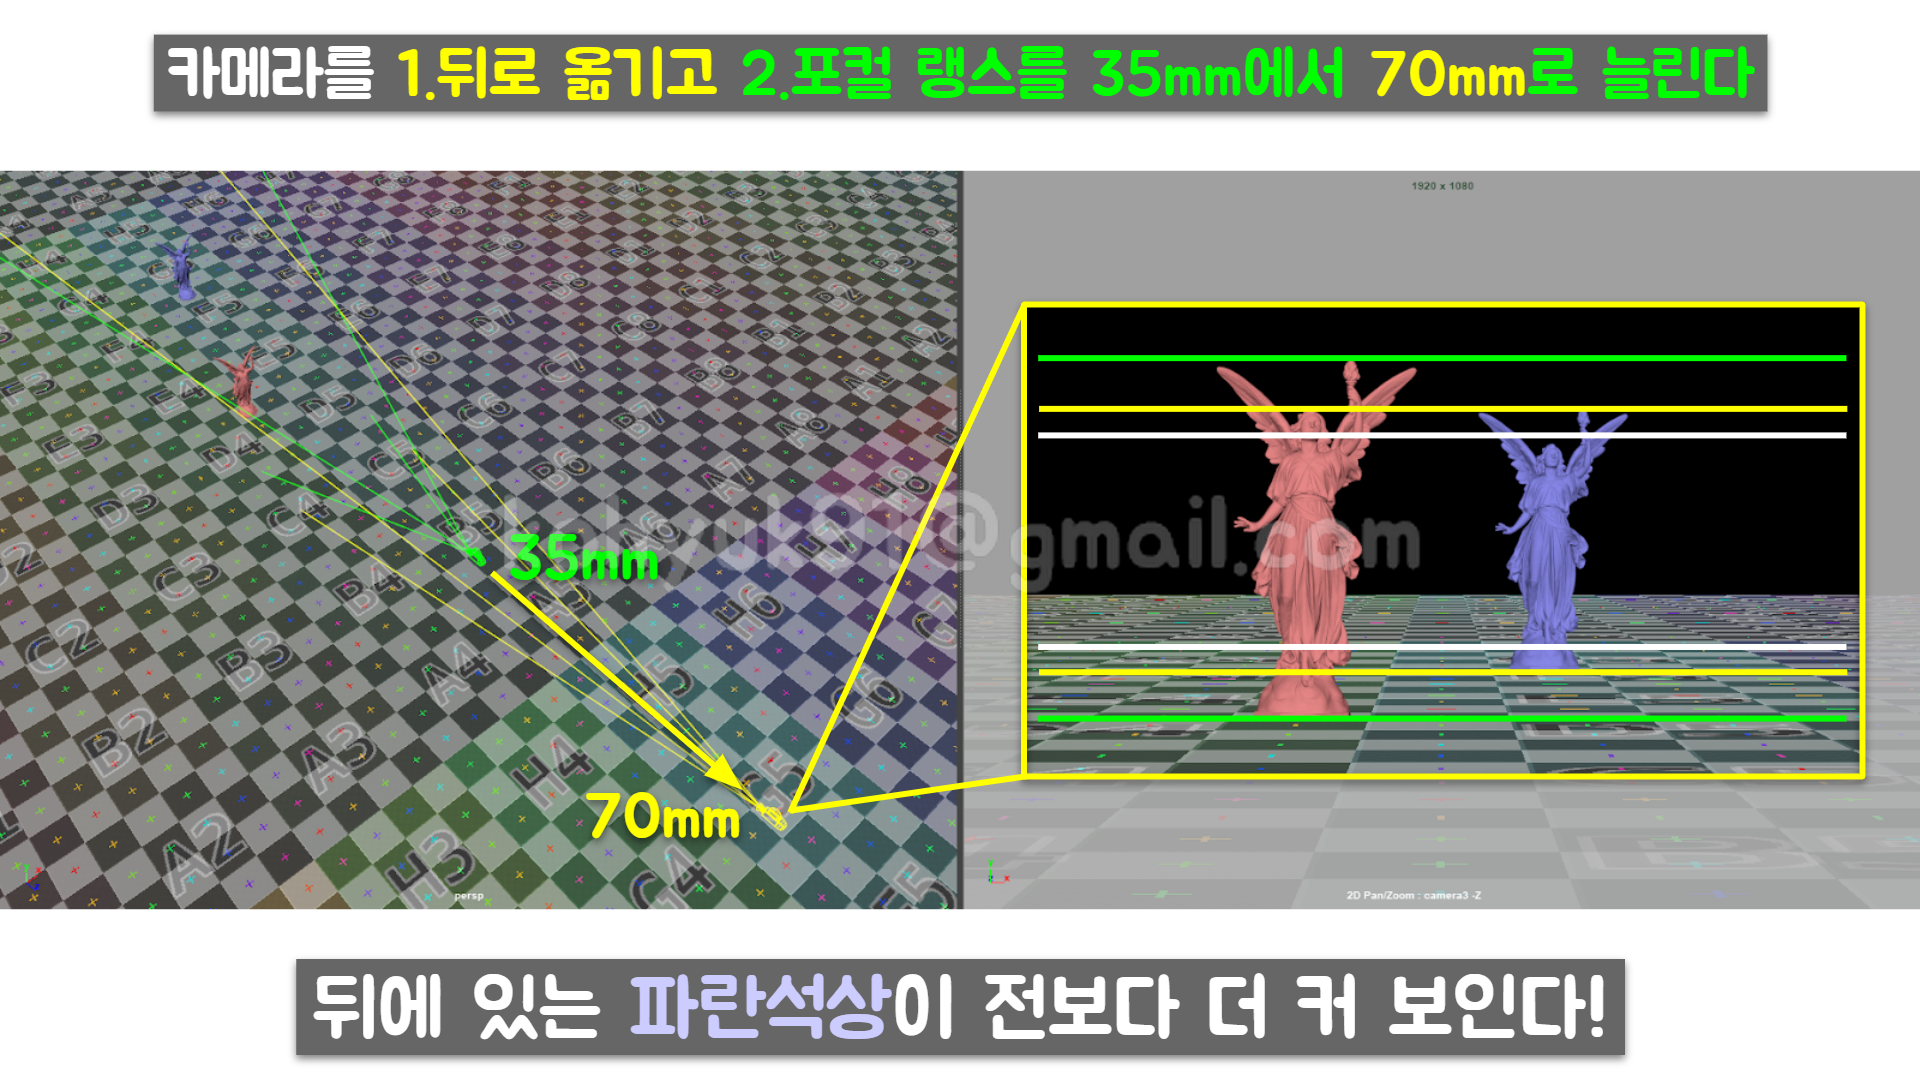 카메라를 1.뒤로 옮기고 2.포컬 랭스를 35mm에서 70mm로 늘린다
1920 x 1080
35mm
70mm
persp
2D Pan/Zoom : camera3 -Z
뒤에 있는 파란석상이 전보다 더 커 보인다!